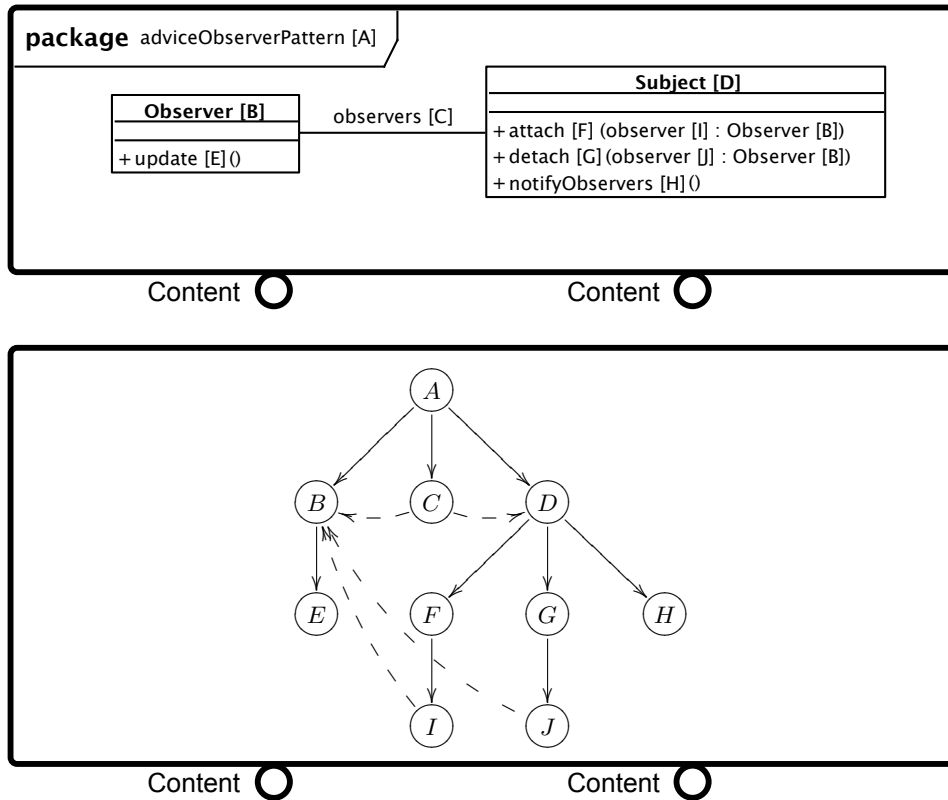 package adviceObserverPattern [A]
Observer [B]
+ update [E] ()
observers [C]
Subject [D]
+ attach [F] (observer [I] : Observer [B])
+ detach [G] (observer [J] : Observer [B])
+ notifyObservers [H] ()
Content Content
A
B C D
E F G H
I J
Content Content